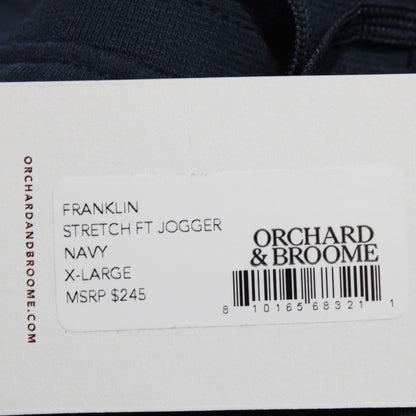 ORCHARDANDBROOME.COM
FRANKLIN
STRETCH FT JOGGER
NAVY
X-LARGE
MSRP $245
ORCHARD
& BROOME
8 10165 68321 1